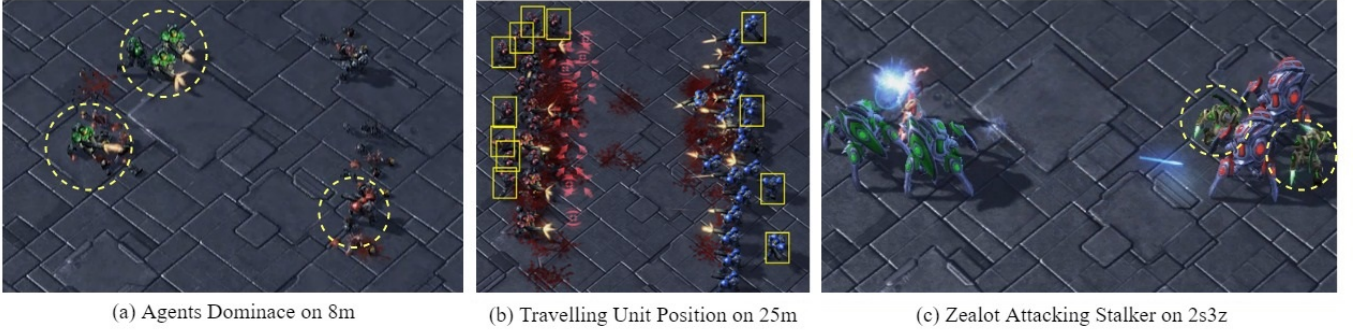 (a) Agents Dominace on 8m
(b) Travelling Unit Position on 25m
(c) Zealot Attacking Stalker on 2s3z